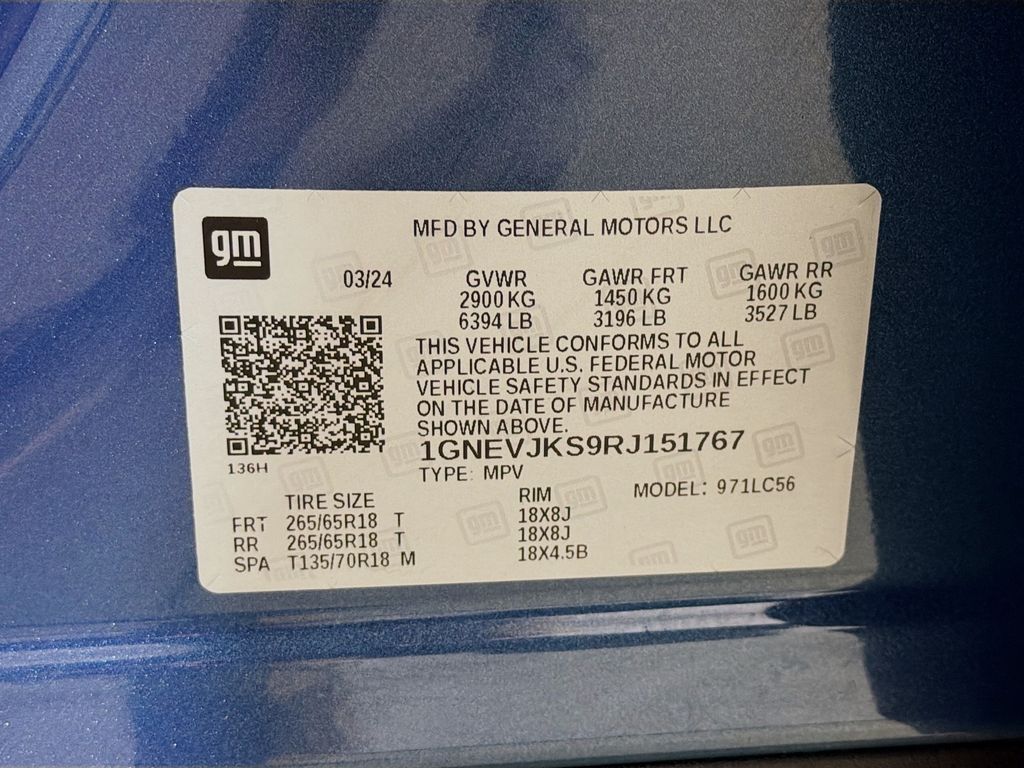 gm
MFD BY GENERAL MOTORS LLC
03/24 GVWR GAWR FRT GAWR RR
2900 KG 1450 KG 1600 KG
6394 LB 3196 LB 3527 LB
THIS VEHICLE CONFORMS TO ALL
APPLICABLE U.S. FEDERAL MOTOR
VEHICLE SAFETY STANDARDS IN EFFECT
ON THE DATE OF MANUFACTURE
SHOWN ABOVE.
1GNEVJKS9RJ151767
136H
TYPE: MPV
MODEL: 971LC56
TIRE SIZE RIM
FRT 265/65R18 T 18X8J
RR 265/65R18 T 18X8J
SPA T135/70R18 M 18X4.5B